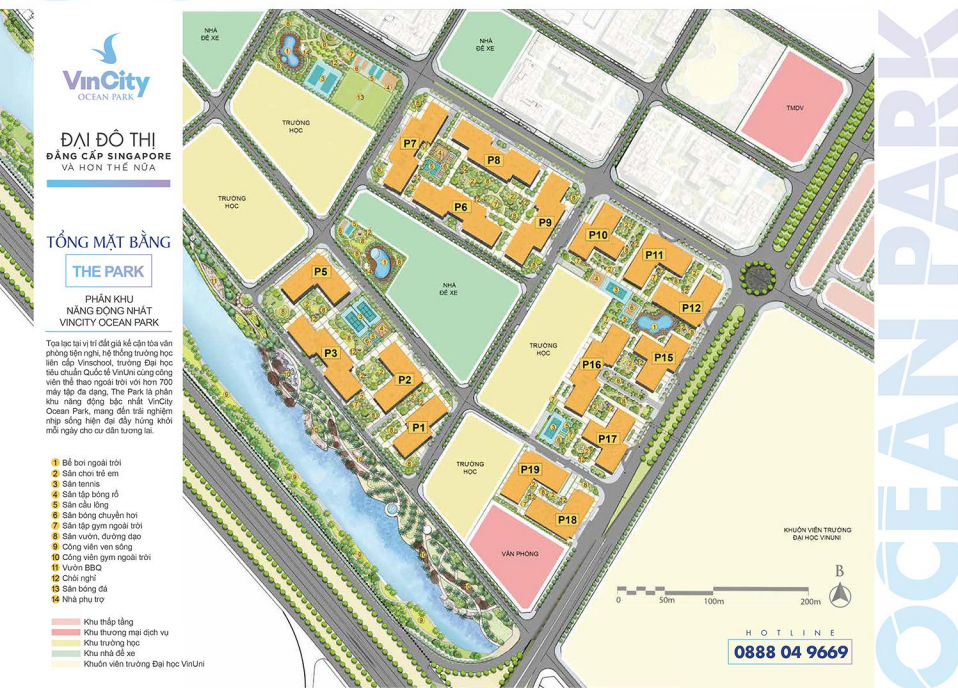 VinCity
OCEAN PARK
ĐẠI ĐÔ THỊ
ĐẲNG CẤP SINGAPORE
VÀ HƠN THẾ NỮA
TỔNG MẶT BẰNG
THE PARK
PHÂN KHU
NĂNG ĐỘNG NHẤT
VINCITY OCEAN PARK
Tọa lạc tại vị trí đắt giá kế cận tòa văn
phòng tiện nghi, hệ thống trường học
liên cấp Vinschool, trường Đại học
tiêu chuẩn Quốc tế VinUni cùng công
viên thể thao ngoài trời với hơn 700
máy tập đa dạng, The Park là phân
khu năng động bậc nhất VinCity
Ocean Park, mang đến trải nghiệm
nhịp sống hiện đại đầy hứng khởi
mỗi ngày cho cư dân tương lai.
1 Bể bơi ngoài trời
2 Sân chơi trẻ em
3 Sân tennis
4 Sân tập bóng rổ
5 Sân cầu lông
6 Sân bóng chuyền hơi
7 Sân tập gym ngoài trời
8 Sân vườn, đường dạo
9 Công viên ven sông
10 Công viên gym ngoài trời
11 Vườn BBQ
12 Chòi nghỉ
13 Sân bóng đá
14 Nhà phụ trợ
Khu thấp tầng
Khu thương mại dịch vụ
Khu trường học
Khu nhà để xe
Khuôn viên trường Đại học VinUni
NHÀ
ĐỂ XE
NHÀ
ĐỂ XE
TMDV
TRƯỜNG
HỌC
TRƯỜNG
HỌC
P7
P8
P6
P9
P10
P11
P12
P5
NHÀ
ĐỂ XE
P3
P2
P1
TRƯỜNG
HỌC
P16
P15
P17
TRƯỜNG
HỌC
P19
P18
VĂN PHÒNG
KHUÔN VIÊN TRƯỜNG
ĐẠI HỌC VINUNI
B
0 50m 100m 200m
HOTLINE
0888 04 9669
OCEAN PARK